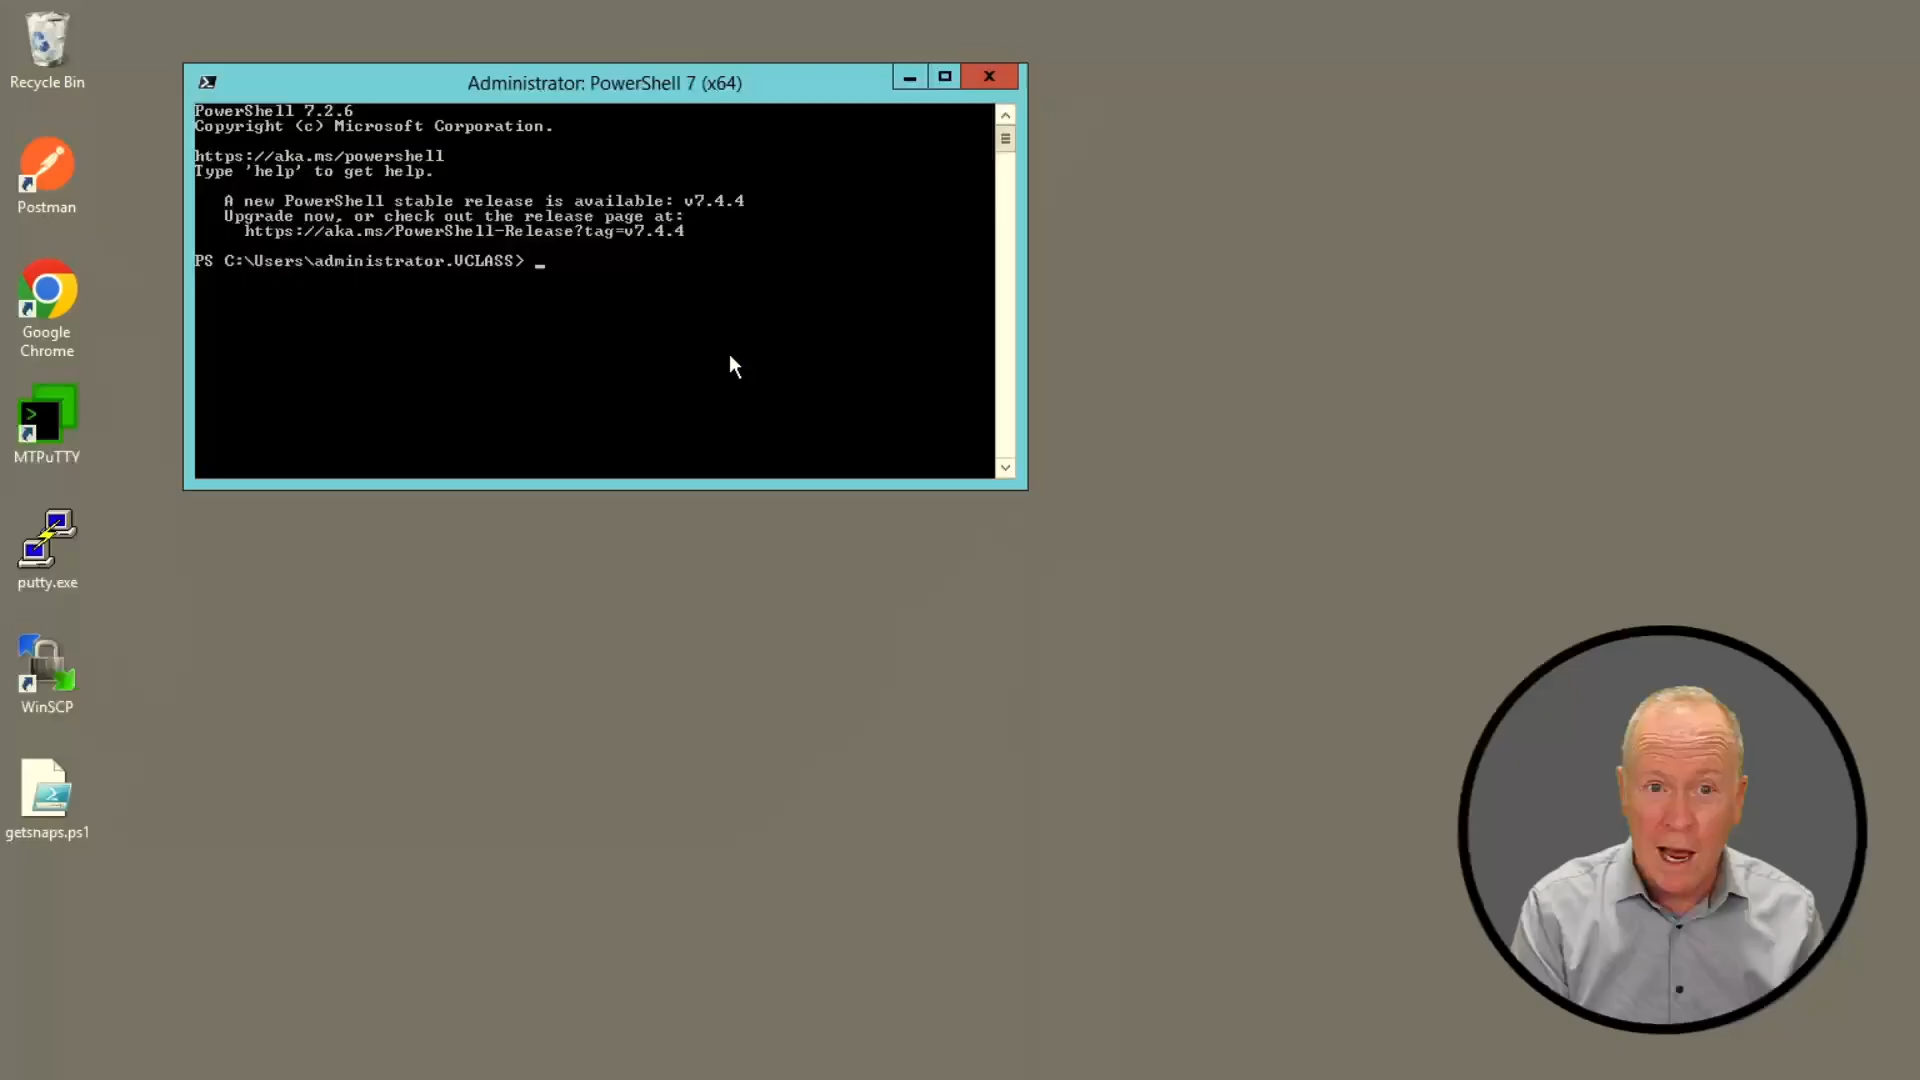 Recycle Bin
Postman
Google
Chrome
MTPuTTY
putty.exe
WinSCP
getsnaps.ps1
Administrator: PowerShell 7 (x64)
PowerShell 7.2.6
Copyright (c) Microsoft Corporation.
https://aka.ms/powershell
Type 'help' to get help.
A new PowerShell stable release is available: v7.4.4
Upgrade now, or check out the release page at:
https://aka.ms/PowerShell-Release?tag=v7.4.4
PS C:\Users\administrator.VCLASS> _